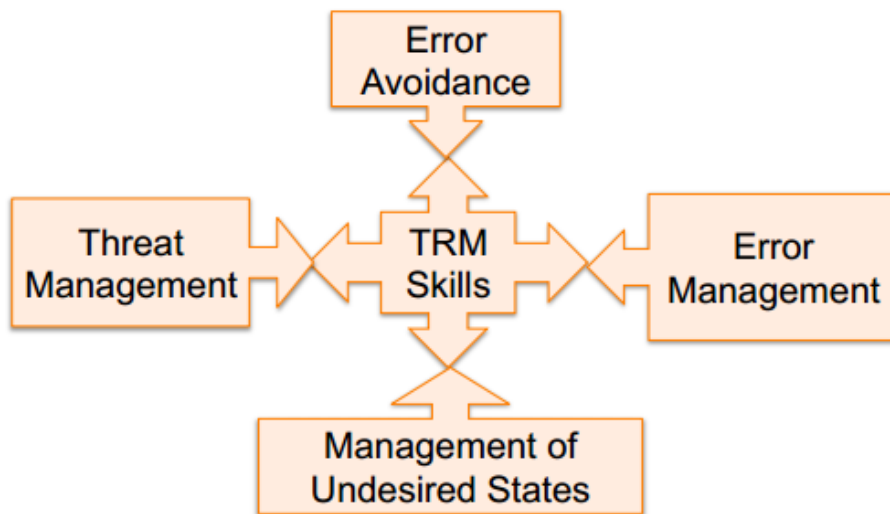 Error
Avoidance
Threat
Management
TRM
Skills
Error
Management
Management of
Undesired States